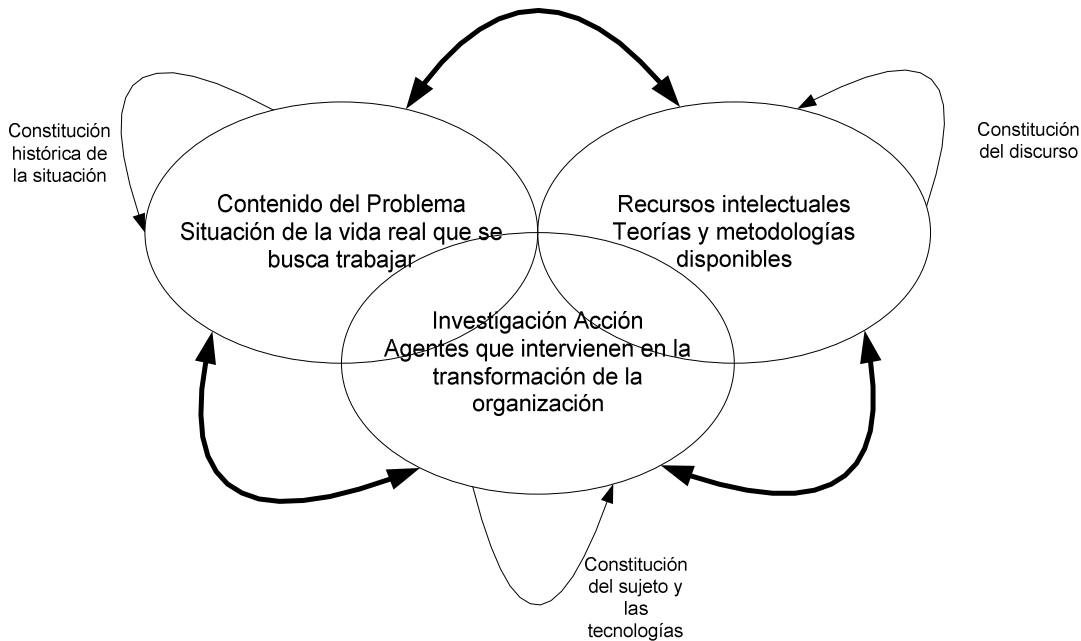 Constitución
histórica de
la situación
Contenido del Problema
Situación de la vida real que se
busca trabajar
Recursos intelectuales
Teorías y metodologías
disponibles
Constitución
del discurso
Investigación Acción
Agentes que intervienen en la
transformación de la
organización
Constitución
del sujeto y
las
tecnologías